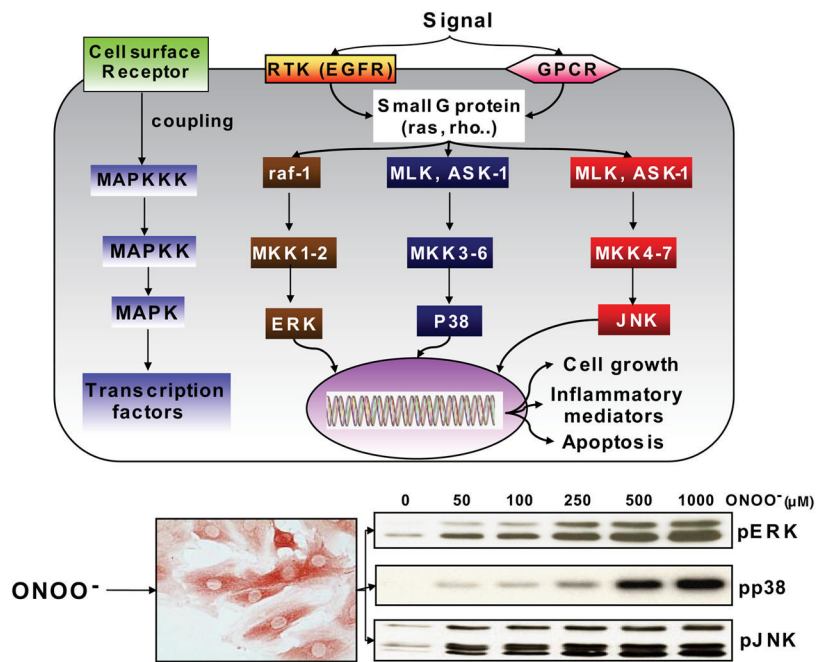 Signal
Cell surface
Receptor
RTK (EGFR)
GPCR
Small G protein
(ras, rho..)
coupling
MAPKKK
raf-1
MLK, ASK-1
MLK, ASK-1
MAPKK
MKK1-2
MKK3-6
MKK4-7
MAPK
ERK
P38
JNK
Transcription
factors
Cell growth
Inflammatory
mediators
Apoptosis
0 50 100 250 500 1000 ONOO⁻(µM)
pERK
ONOO⁻
pp38
pJNK